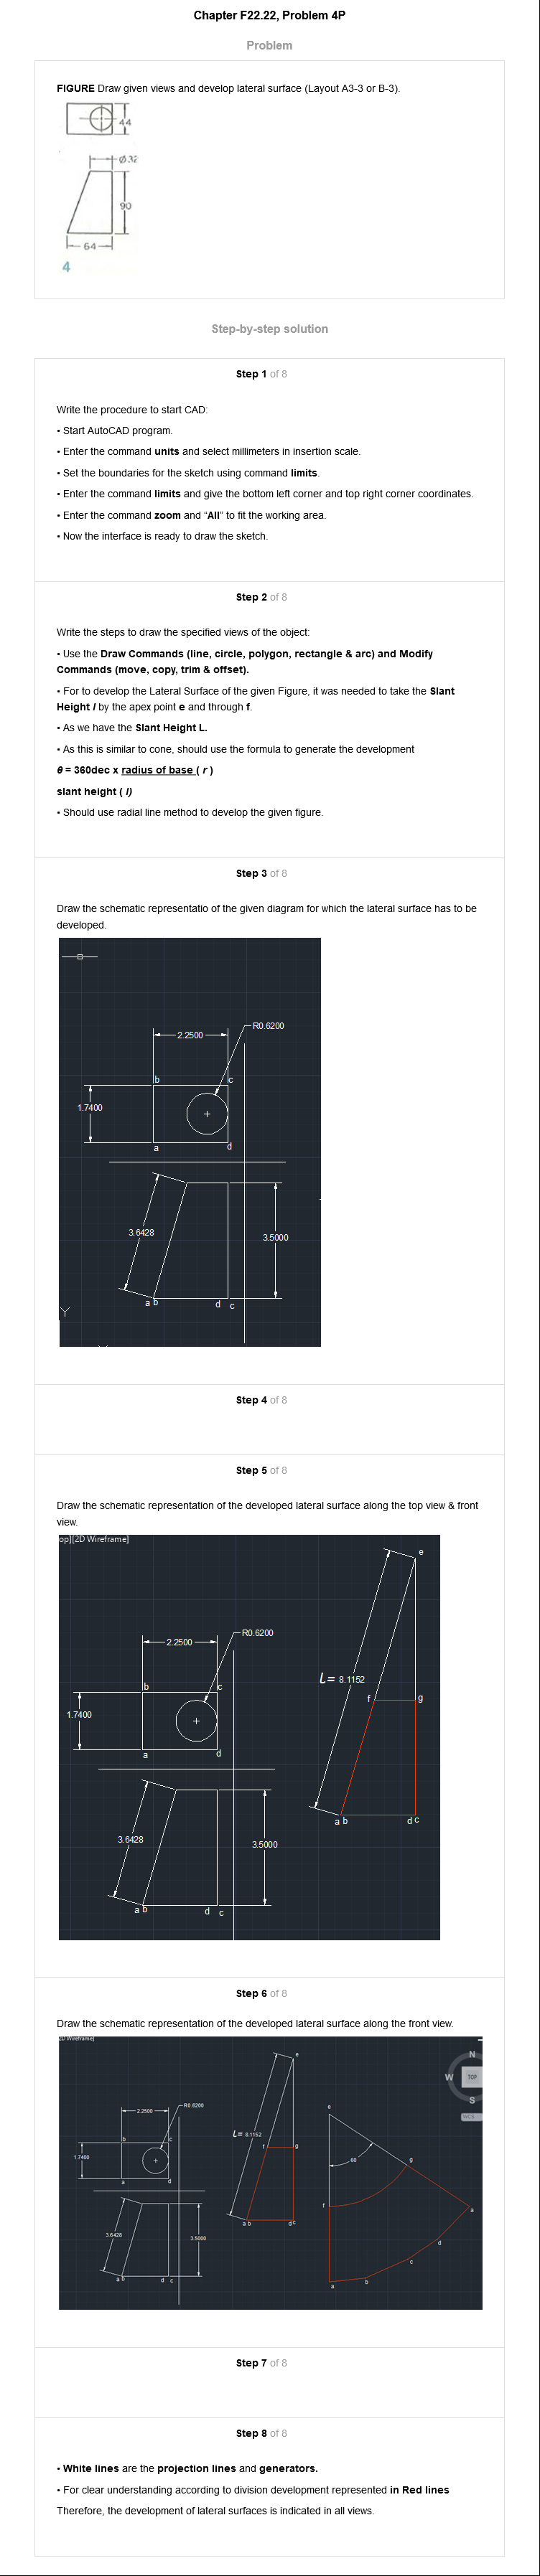 Chapter F22.22, Problem 4P
Problem
FIGURE Draw given views and develop lateral surface (Layout A3-3 or B-3).
44
Ø32
90
64
4
Step-by-step solution
Step 1 of 8
Write the procedure to start CAD:
• Start AutoCAD program.
• Enter the command units and select millimeters in insertion scale.
• Set the boundaries for the sketch using command limits.
• Enter the command limits and give the bottom left corner and top right corner coordinates.
• Enter the command zoom and “All” to fit the working area.
• Now the interface is ready to draw the sketch.
Step 2 of 8
Write the steps to draw the specified views of the object:
• Use the Draw Commands (line, circle, polygon, rectangle & arc) and Modify
Commands (move, copy, trim & offset).
• For to develop the Lateral Surface of the given Figure, it was needed to take the Slant
Height l by the apex point e and through f.
• As we have the Slant Height L.
• As this is similar to cone, should use the formula to generate the development
θ = 360dec x radius of base ( r )
slant height ( l)
• Should use radial line method to develop the given figure.
Step 3 of 8
Draw the schematic representatio of the given diagram for which the lateral surface has to be
developed.
R0.6200
2.2500
b
c
1.7400
a
d
3.6428
3.5000
a b
d c
Y
Step 4 of 8
Step 5 of 8
Draw the schematic representation of the developed lateral surface along the top view & front
view.
op][2D Wireframe]
e
R0.6200
2.2500
L= 8.1152
b
c
f
g
1.7400
a
d
a b
d c
3.6428
3.5000
a b
d c
Step 6 of 8
Draw the schematic representation of the developed lateral surface along the front view.
2D Wireframe]
N
W
TOP
S
WCS
e
R0.6200
2.2500
e
L= 8.1152
b
c
f
g
60
g
1.7400
a
d
f
a
a b
d c
3.6428
3.5000
d
c
a b
d c
b
a
Step 7 of 8
Step 8 of 8
• White lines are the projection lines and generators.
• For clear understanding according to division development represented in Red lines
Therefore, the development of lateral surfaces is indicated in all views.